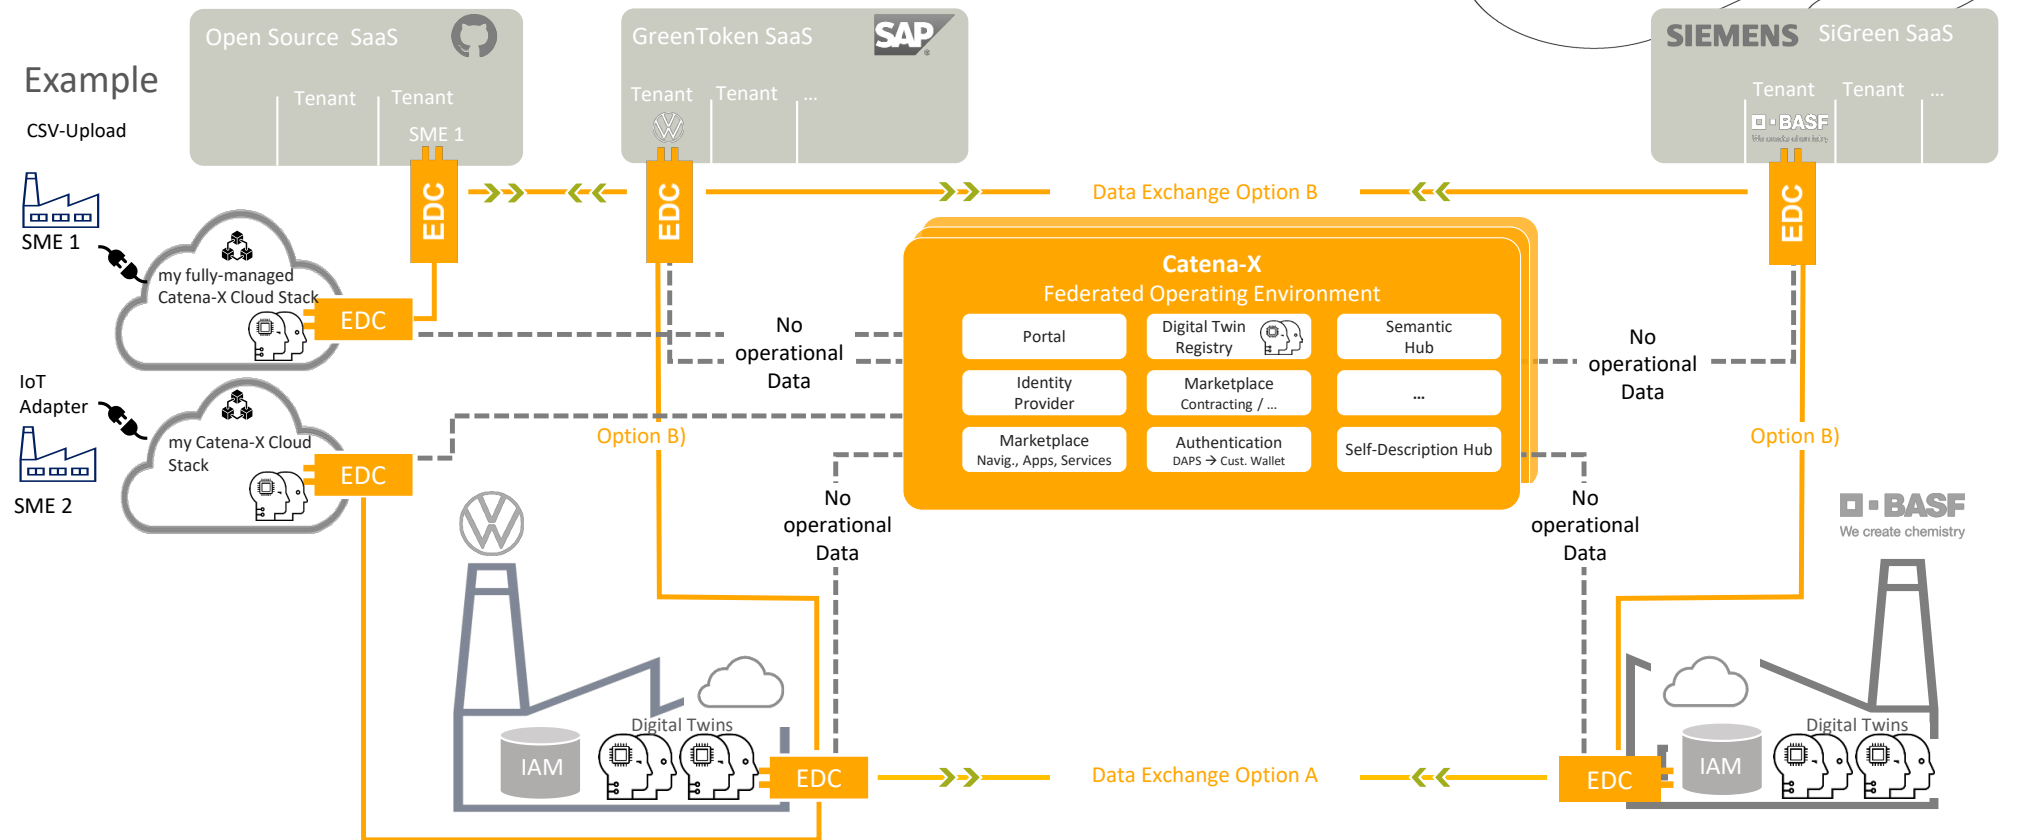 Open Source SaaS
GreenToken SaaS
SAP
®
SIEMENS
SiGreen SaaS
Example
Tenant
Tenant
Tenant
Tenant
...
Tenant
Tenant
...
CSV-Upload
SME 1
BASF
We create chemistry
EDC
EDC
EDC
Data Exchange Option B
SME 1
my fully-managed
Catena-X Cloud Stack
EDC
Catena-X
Federated Operating Environment
Portal
Digital Twin
Registry
Semantic
Hub
Identity
Provider
Marketplace
Contracting / ...
...
Marketplace
Navig., Apps, Services
Authentication
DAPS → Cust. Wallet
Self-Description Hub
No
operational
Data
No
operational
Data
IoT
Adapter
my Catena-X Cloud
Stack
EDC
SME 2
Option B)
Option B)
No
operational
Data
No
operational
Data
BASF
We create chemistry
Digital Twins
IAM
EDC
Data Exchange Option A
EDC
IAM
Digital Twins